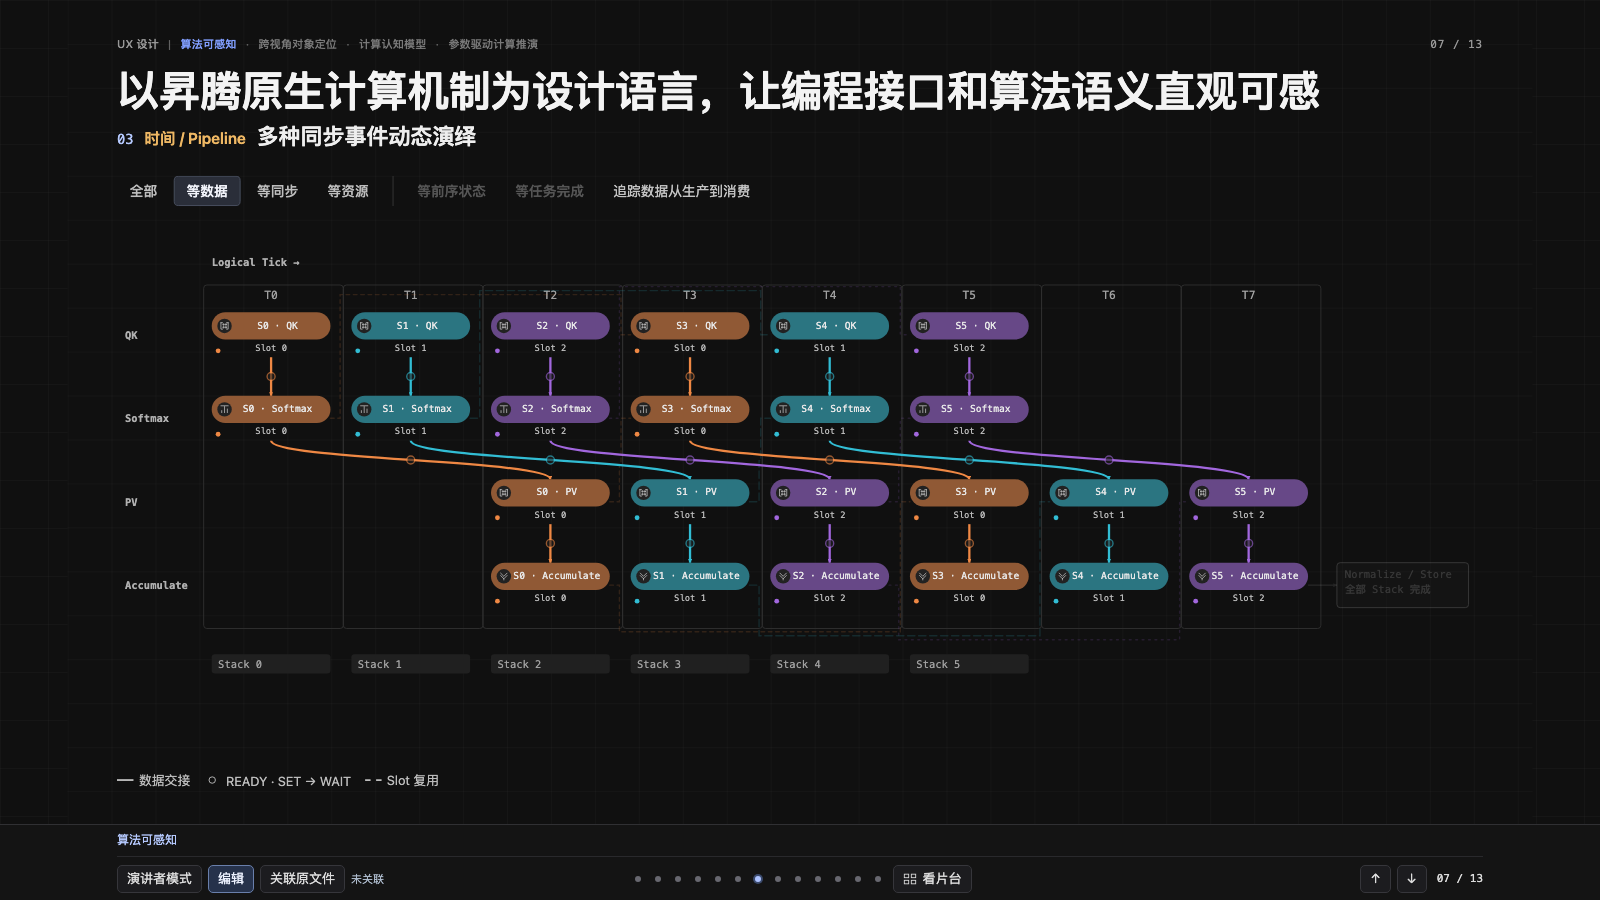 UX 设计 | 算法可感知 · 跨视角对象定位 · 计算认知模型 · 参数驱动计算推演
07 / 13
以昇腾原生计算机制为设计语言，让编程接口和算法语义直观可感
03 时间 / Pipeline 多种同步事件动态演绎
全部 等数据 等同步 等资源 等前序状态 等任务完成 追踪数据从生产到消费
Logical Tick →
T0 T1 T2 T3 T4 T5 T6 T7
QK
S0 · QK S1 · QK S2 · QK S3 · QK S4 · QK S5 · QK
Slot 0 Slot 1 Slot 2 Slot 0 Slot 1 Slot 2
Softmax
S0 · Softmax S1 · Softmax S2 · Softmax S3 · Softmax S4 · Softmax S5 · Softmax
Slot 0 Slot 1 Slot 2 Slot 0 Slot 1 Slot 2
PV
S0 · PV S1 · PV S2 · PV S3 · PV S4 · PV S5 · PV
Slot 0 Slot 1 Slot 2 Slot 0 Slot 1 Slot 2
Accumulate
S0 · Accumulate S1 · Accumulate S2 · Accumulate S3 · Accumulate S4 · Accumulate S5 · Accumulate
Slot 0 Slot 1 Slot 2 Slot 0 Slot 1 Slot 2
Normalize / Store
全部 Stack 完成
Stack 0 Stack 1 Stack 2 Stack 3 Stack 4 Stack 5
数据交接 READY · SET → WAIT Slot 复用
算法可感知
演讲者模式 编辑 关联原文件 未关联 看片台 ↑ ↓ 07 / 13